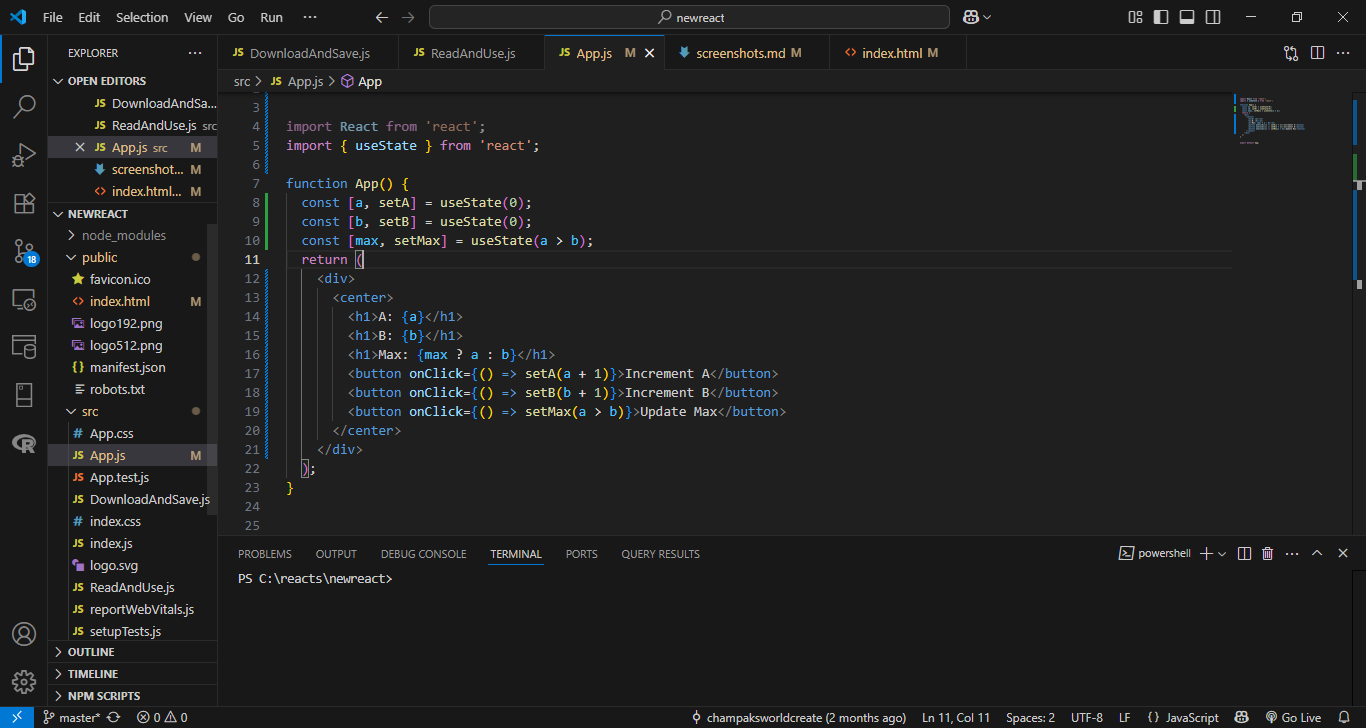 File Edit Selection View Go Run ··· newreact
EXPLORER
OPEN EDITORS
JS DownloadAndSa...
JS ReadAndUse.js src
JS App.js src M
screenshot... M
index.html... M
NEWREACT
node_modules
public
favicon.ico
index.html M
logo192.png
logo512.png
manifest.json
robots.txt
src
# App.css
JS App.js M
JS App.test.js
JS DownloadAndSave.js
# index.css
JS index.js
logo.svg
JS ReadAndUse.js
JS reportWebVitals.js
JS setupTests.js
OUTLINE
TIMELINE
NPM SCRIPTS
18
JS DownloadAndSave.js JS ReadAndUse.js JS App.js M screenshots.md M index.html M
src > JS App.js > App
3
4 import React from 'react';
5 import { useState } from 'react';
6
7 function App() {
8 const [a, setA] = useState(0);
9 const [b, setB] = useState(0);
10 const [max, setMax] = useState(a > b);
11 return (
12 <div>
13 <center>
14 <h1>A: {a}</h1>
15 <h1>B: {b}</h1>
16 <h1>Max: {max ? a : b}</h1>
17 <button onClick={() => setA(a + 1)}>Increment A</button>
18 <button onClick={() => setB(b + 1)}>Increment B</button>
19 <button onClick={() => setMax(a > b)}>Update Max</button>
20 </center>
21 </div>
22 );
23 }
24
25
PROBLEMS OUTPUT DEBUG CONSOLE TERMINAL PORTS QUERY RESULTS powershell
PS C:\reacts\newreact>
master* 0 0 champaksworldcreate (2 months ago) Ln 11, Col 11 Spaces: 2 UTF-8 LF { } JavaScript Go Live